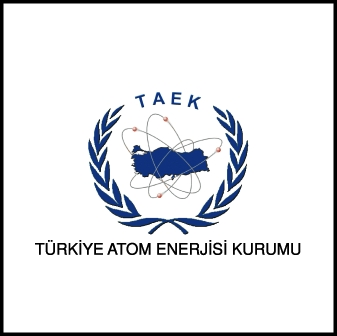 TAEK
TÜRKİYE ATOM ENERJİSİ KURUMU